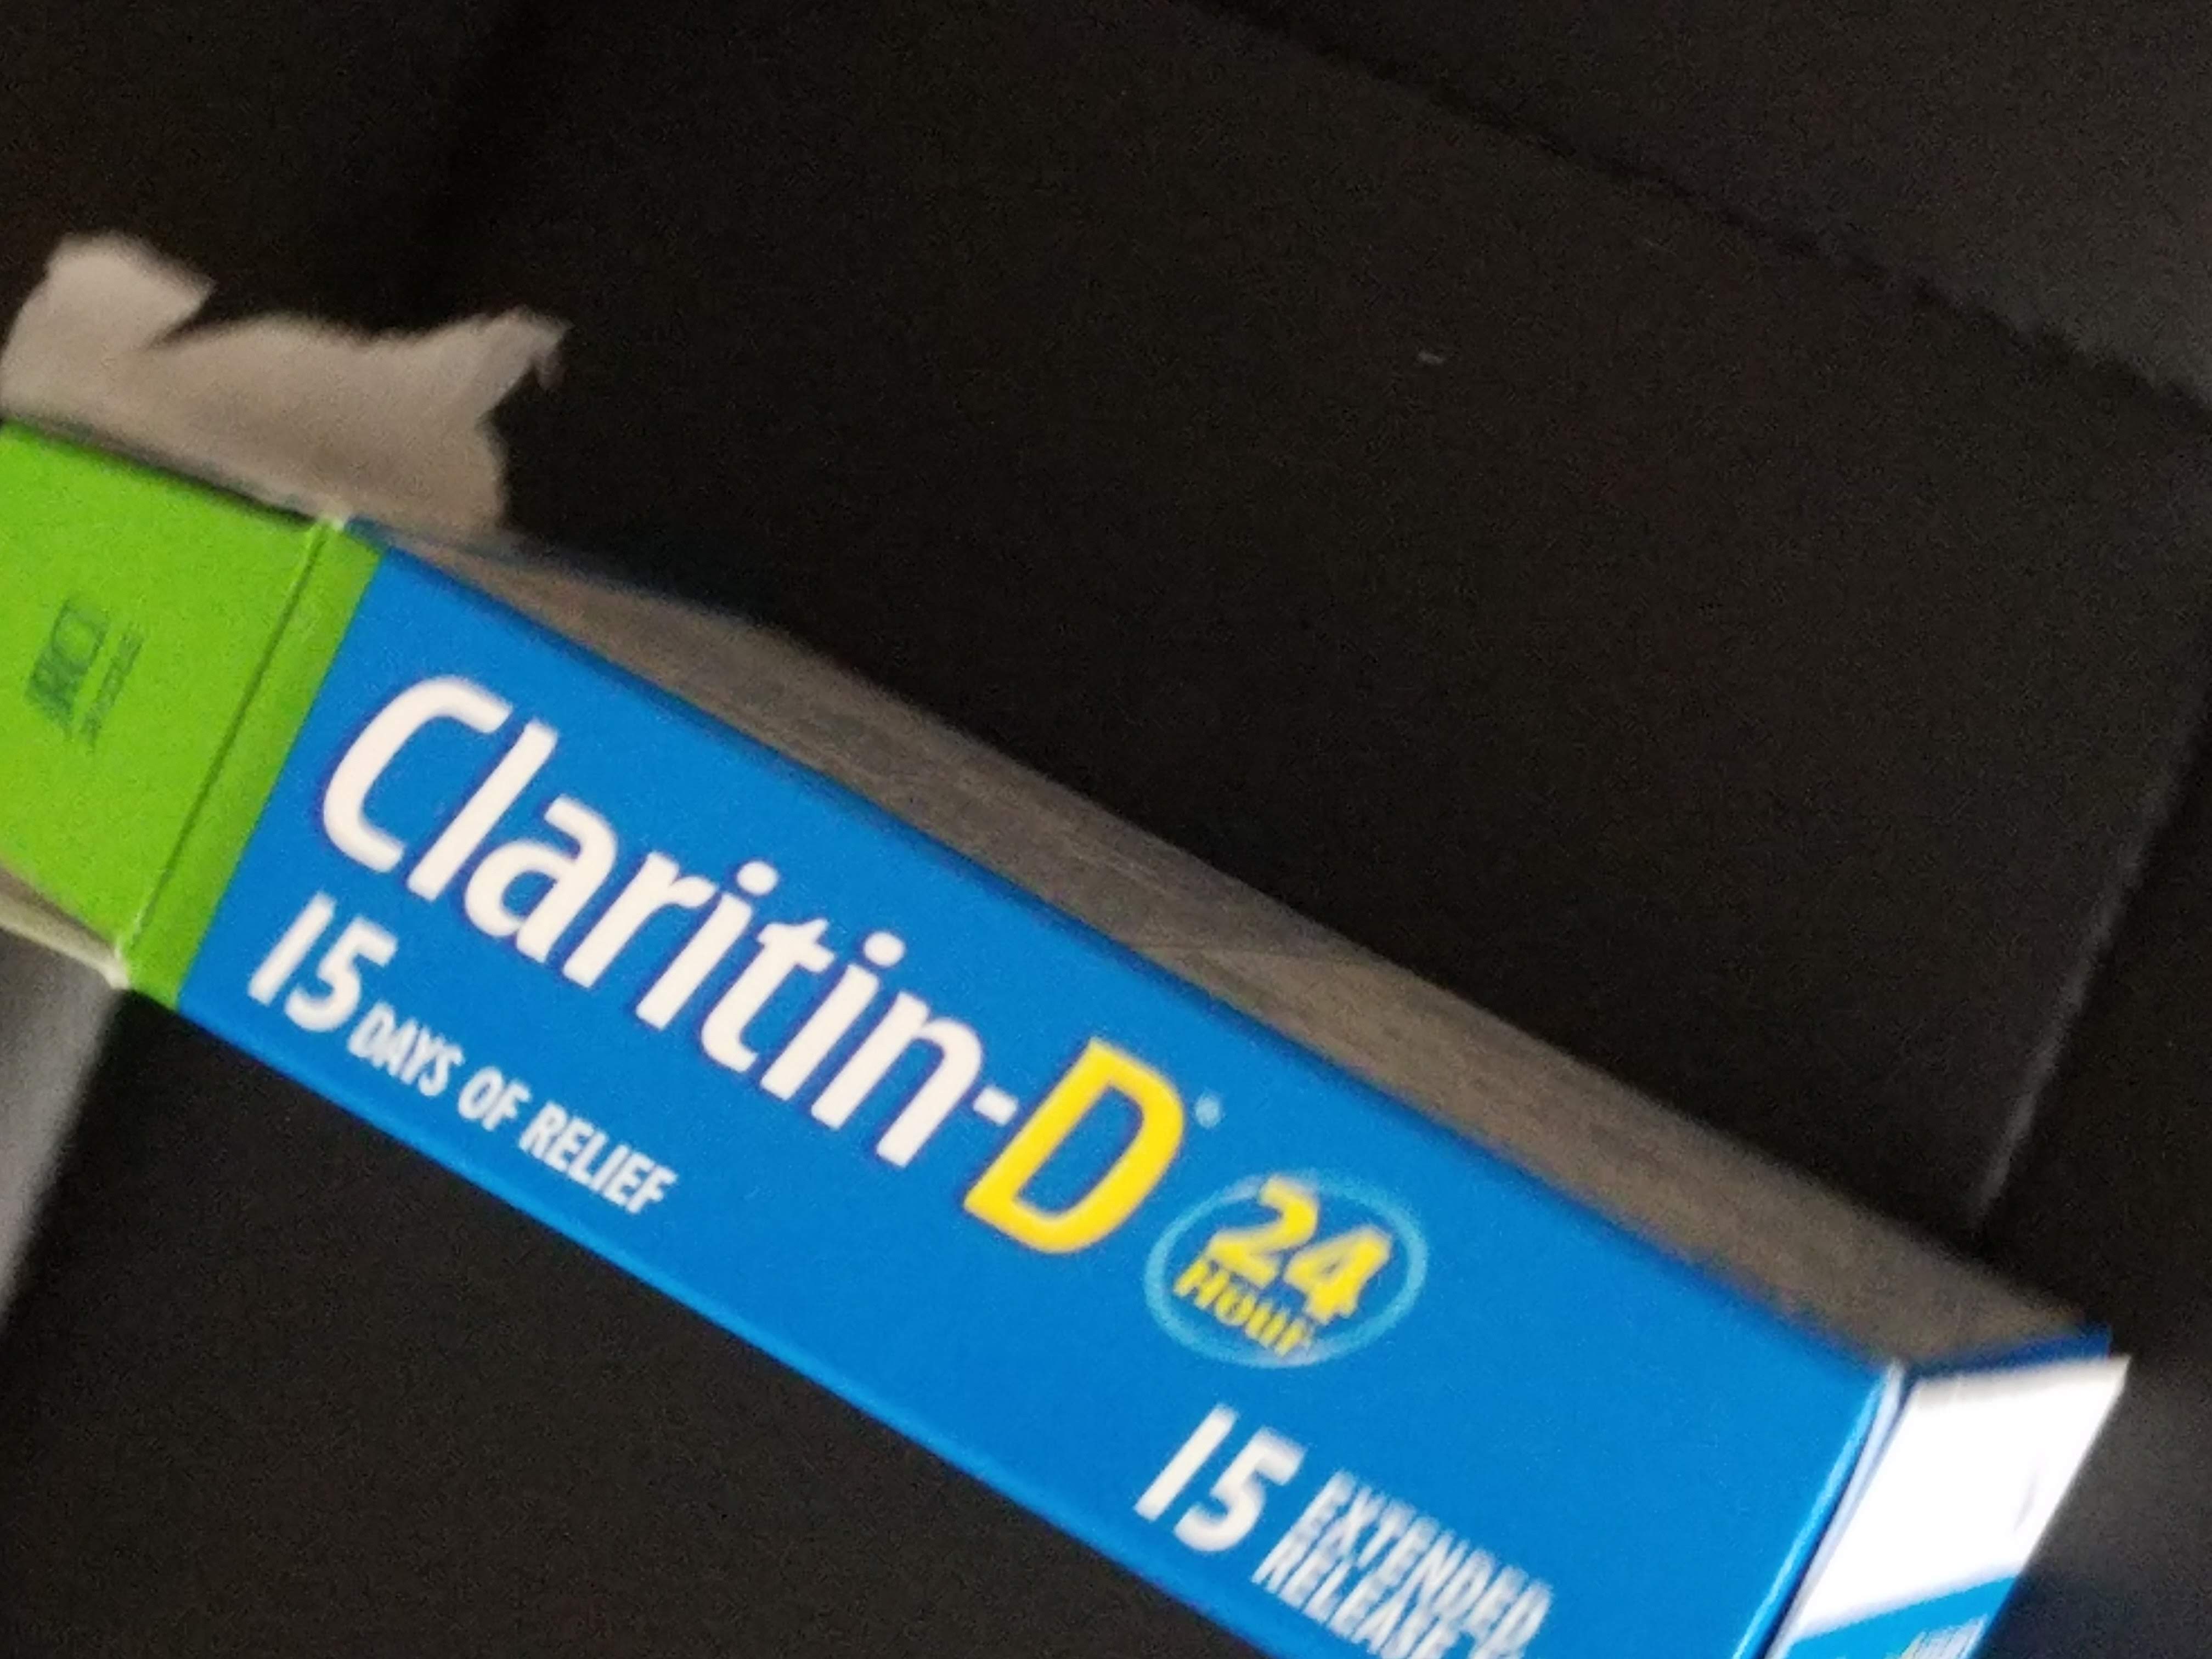 Claritin-D®
24
HOUR
15 DAYS OF RELIEF
15 EXTENDED
RELEASE